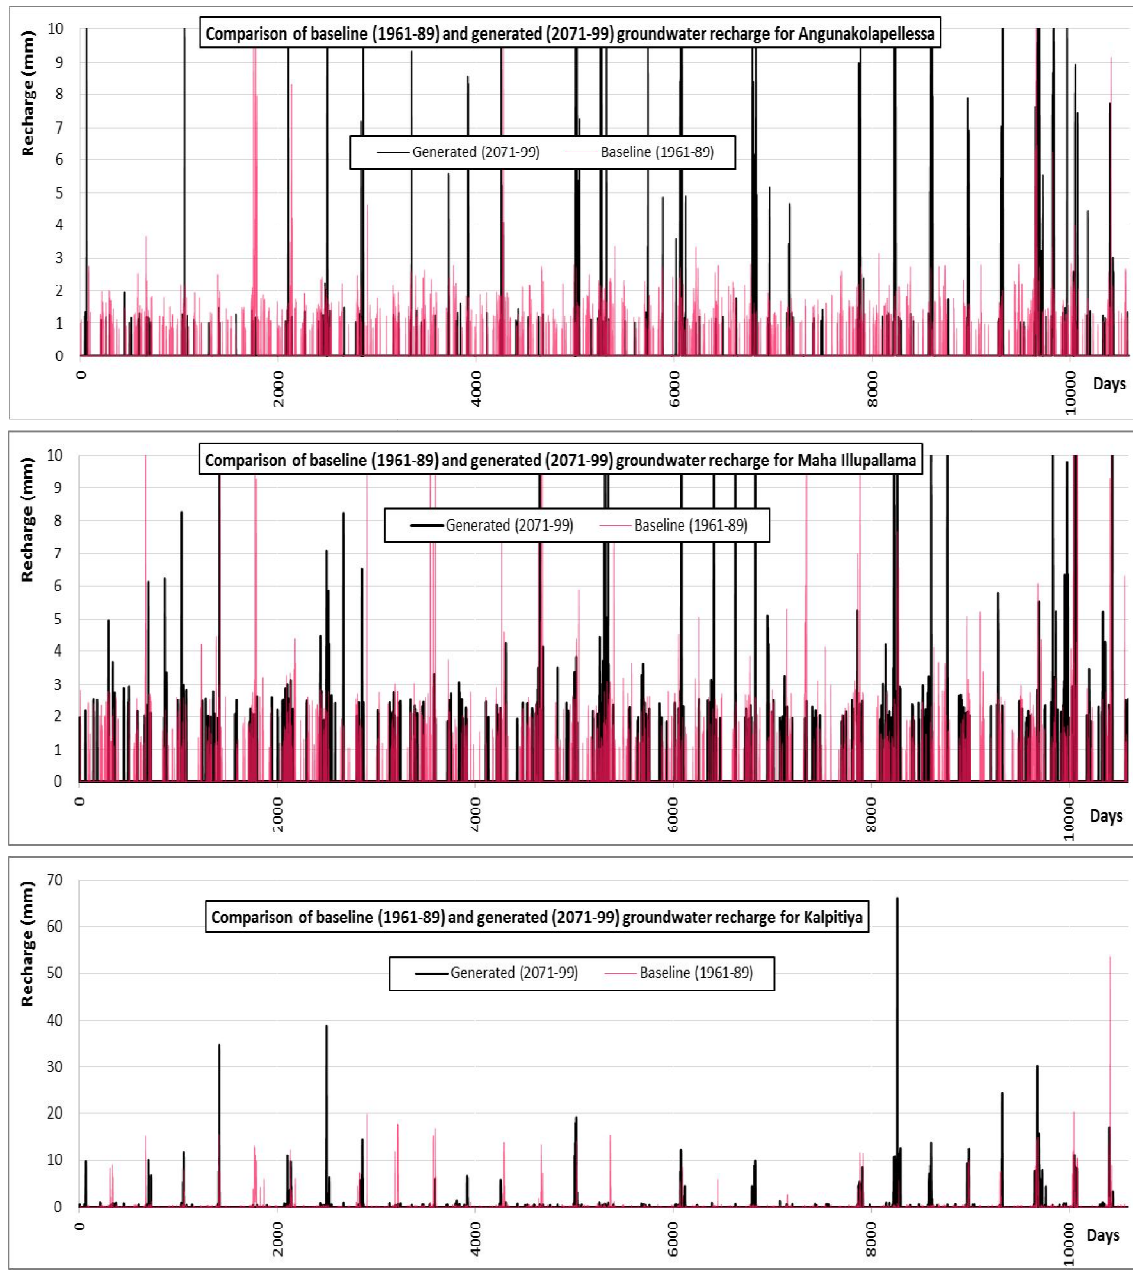 Comparison of baseline (1961-89) and generated (2071-99) groundwater recharge for Angunakolapellessa
Recharge (mm)
10
9
8
7
6
5
4
3
2
1
0
Generated (2071-99) Baseline (1961-89)
0 2000 4000 6000 8000 10000 Days
Comparison of baseline (1961-89) and generated (2071-99) groundwater recharge for Maha Illupallama
Recharge (mm)
10
9
8
7
6
5
4
3
2
1
0
Generated (2071-99) Baseline (1961-89)
0 2000 4000 6000 8000 10000 Days
Comparison of baseline (1961-89) and generated (2071-99) groundwater recharge for Kalpitiya
Recharge (mm)
70
60
50
40
30
20
10
0
Generated (2071-99) Baseline (1961-89)
0 2000 4000 6000 8000 10000 Days